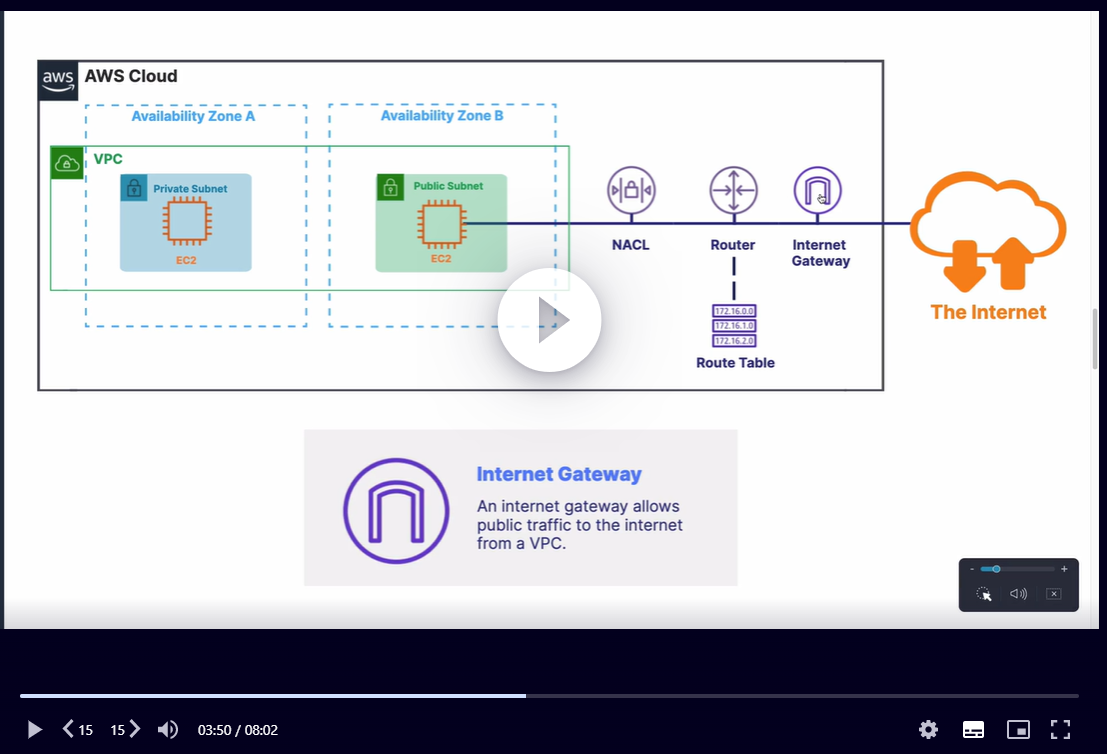 aws
AWS Cloud
Availability Zone A
Availability Zone B
VPC
Private Subnet
EC2
Public Subnet
EC2
NACL
Router
Internet
Gateway
172.16.0.0
172.16.1.0
172.16.2.0
Route Table
The Internet
Internet Gateway
An internet gateway allows
public traffic to the internet
from a VPC.
- +
15 15 03:50 / 08:02